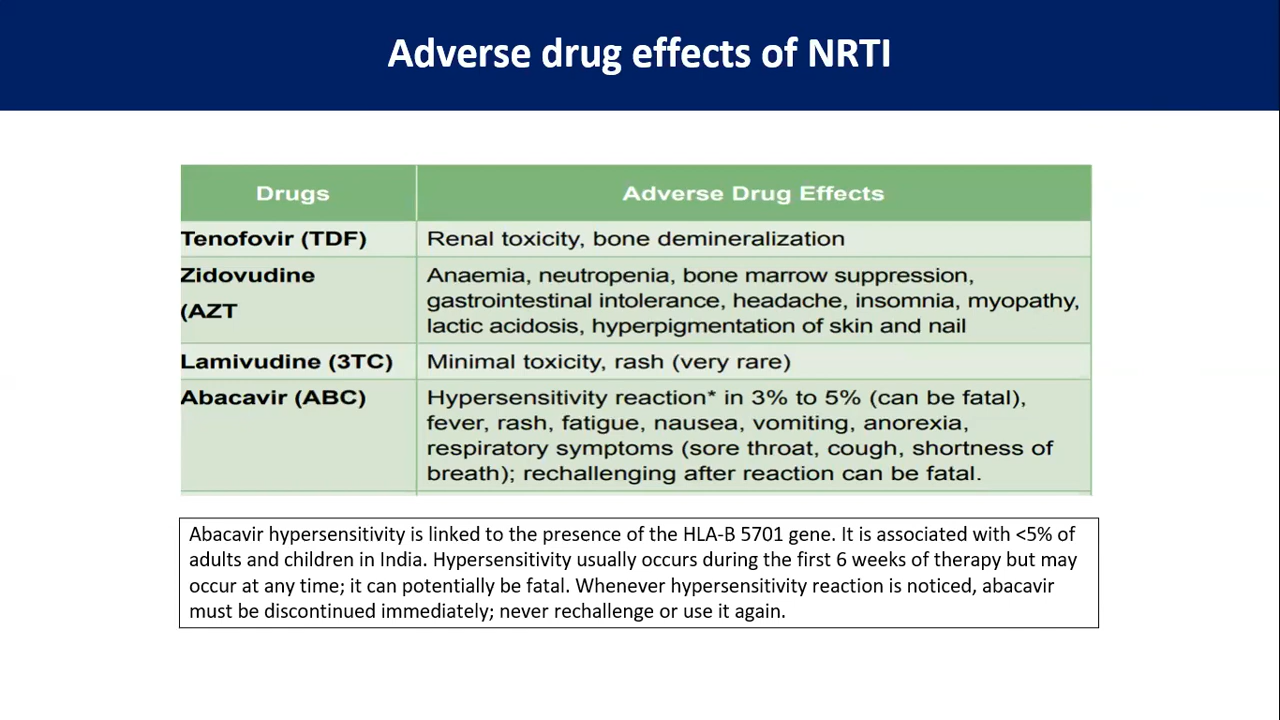 Adverse drug effects of NRTI
Drugs
Adverse Drug Effects
Tenofovir (TDF)
Renal toxicity, bone demineralization
Zidovudine
(AZT
Anaemia, neutropenia, bone marrow suppression,
gastrointestinal intolerance, headache, insomnia, myopathy,
lactic acidosis, hyperpigmentation of skin and nail
Lamivudine (3TC)
Minimal toxicity, rash (very rare)
Abacavir (ABC)
Hypersensitivity reaction* in 3% to 5% (can be fatal),
fever, rash, fatigue, nausea, vomiting, anorexia,
respiratory symptoms (sore throat, cough, shortness of
breath); rechallenging after reaction can be fatal.
Abacavir hypersensitivity is linked to the presence of the HLA-B 5701 gene. It is associated with <5% of
adults and children in India. Hypersensitivity usually occurs during the first 6 weeks of therapy but may
occur at any time; it can potentially be fatal. Whenever hypersensitivity reaction is noticed, abacavir
must be discontinued immediately; never rechallenge or use it again.